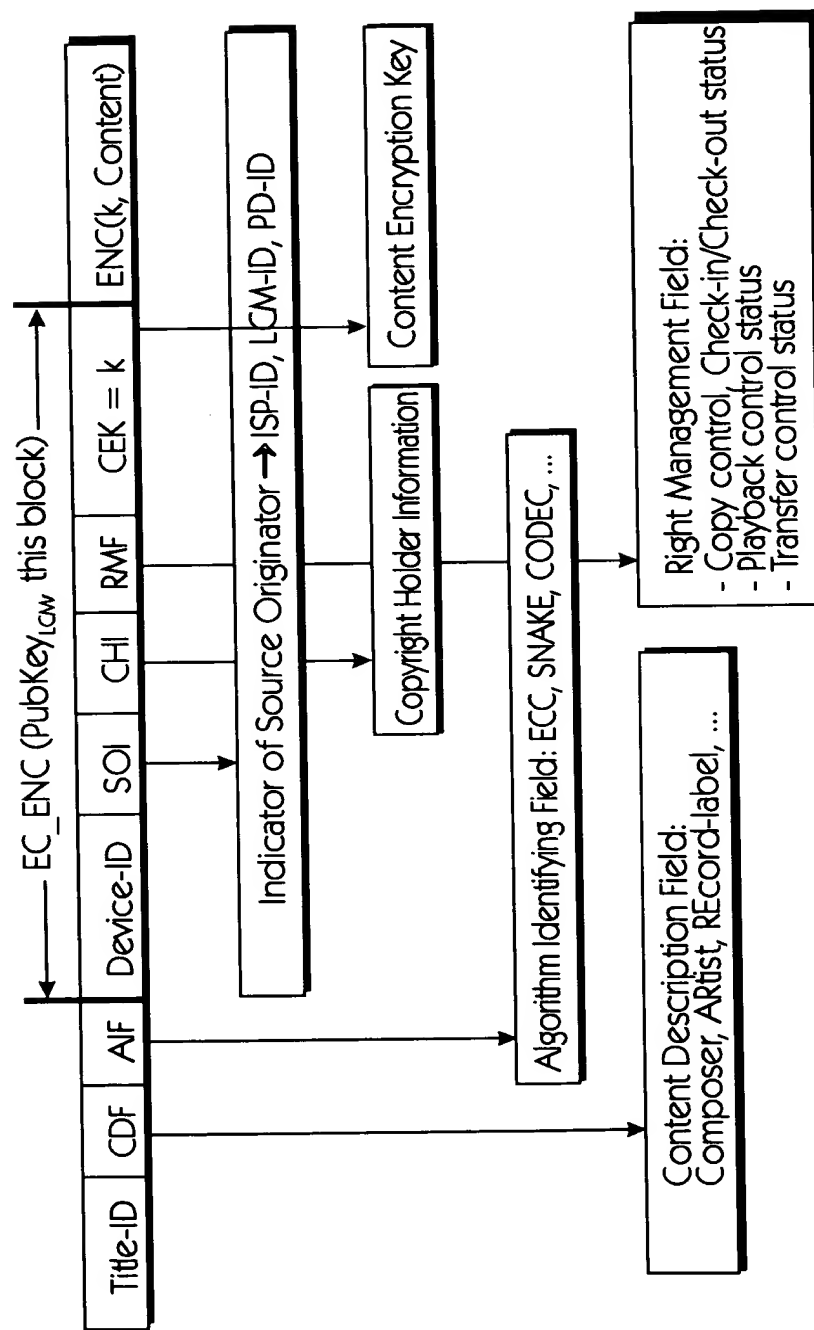 EC_ENC (PubKeyLCM, this block)
Title-ID
CDF
AIF
Device-ID
SOI
CHI
RMF
CEK = k
ENC(k, Content)
Indicator of Source Originator → ISP-ID, LCM-ID, PD-ID
Copyright Holder Information
Content Encryption Key
Algorithm Identifying Field: ECC, SNAKE, CODEC, ...
Content Description Field:
Composer, ARtist, REcord-label, ...
Right Management Field:
- Copy control, Check-in/Check-out status
- Playback control status
- Transfer control status